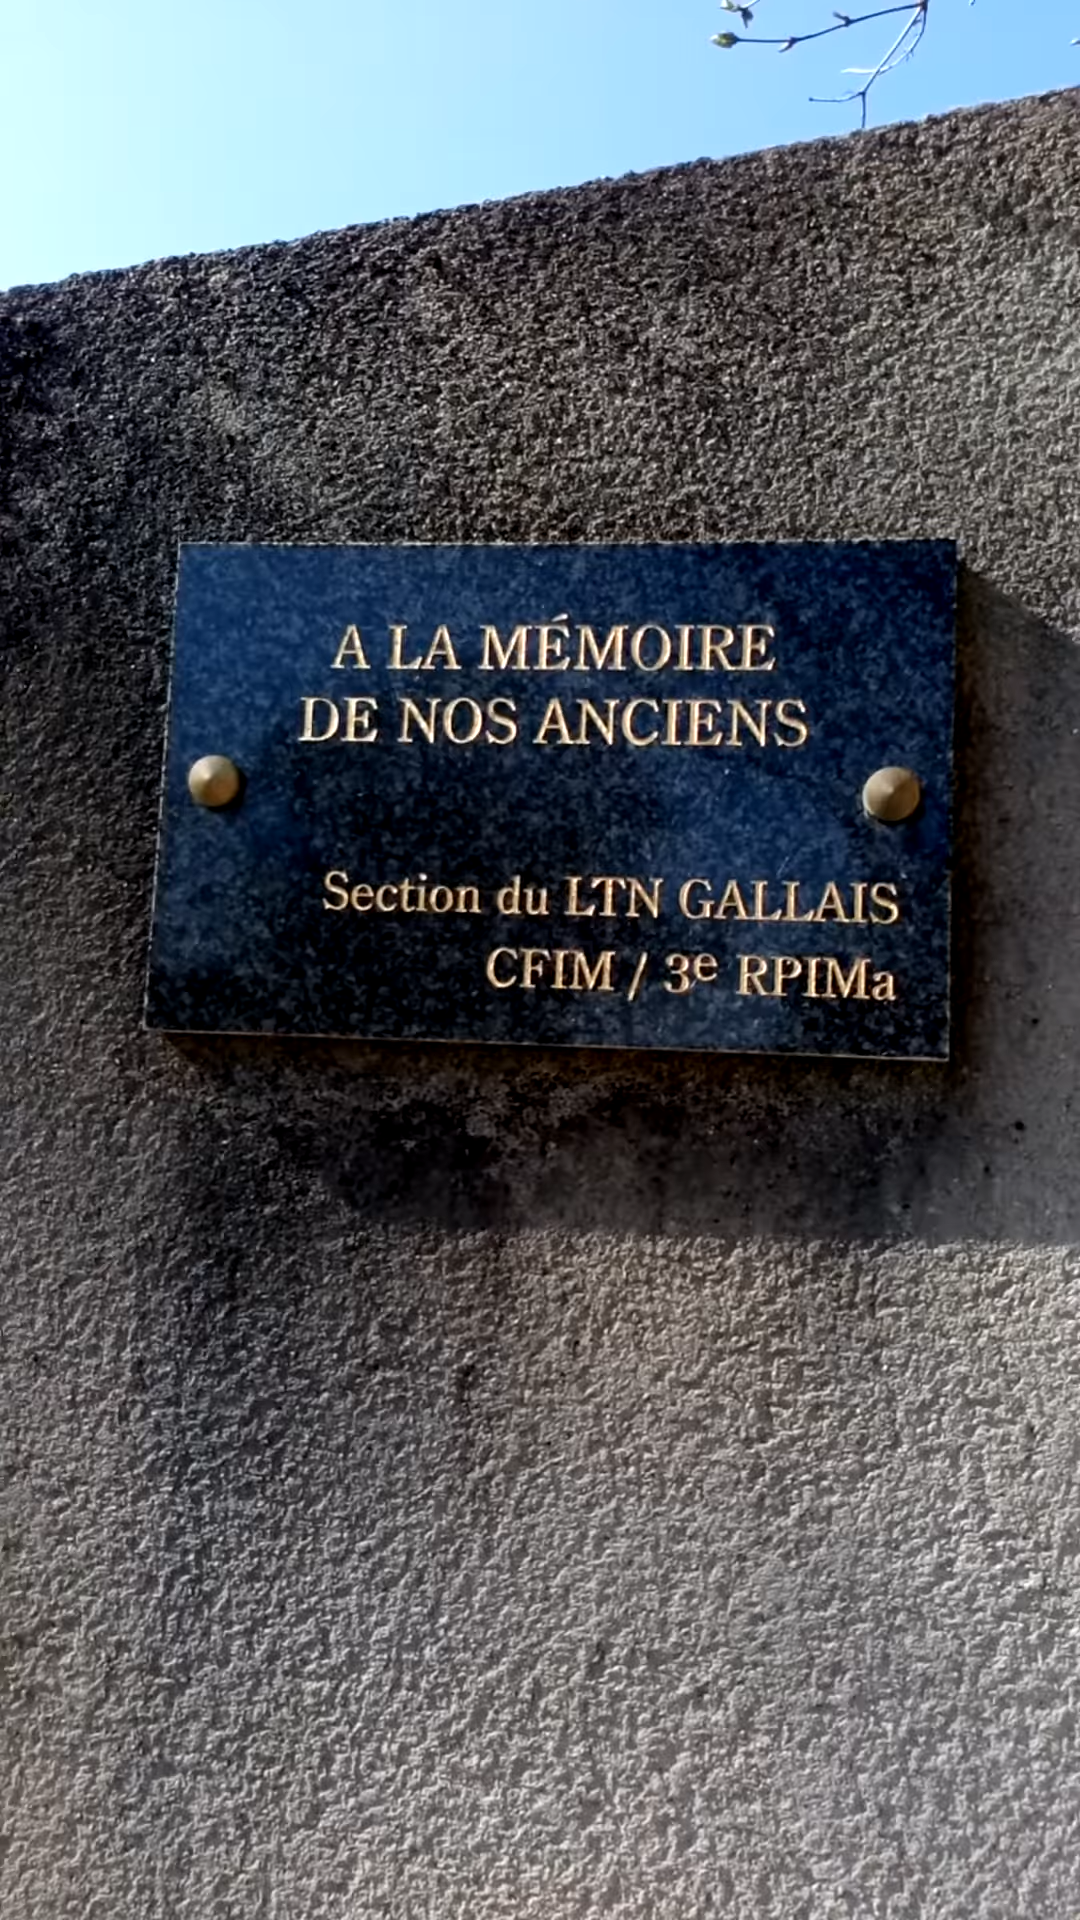 A LA MÉMOIRE
DE NOS ANCIENS
Section du LTN GALLAIS
CFIM / 3e RPIMa